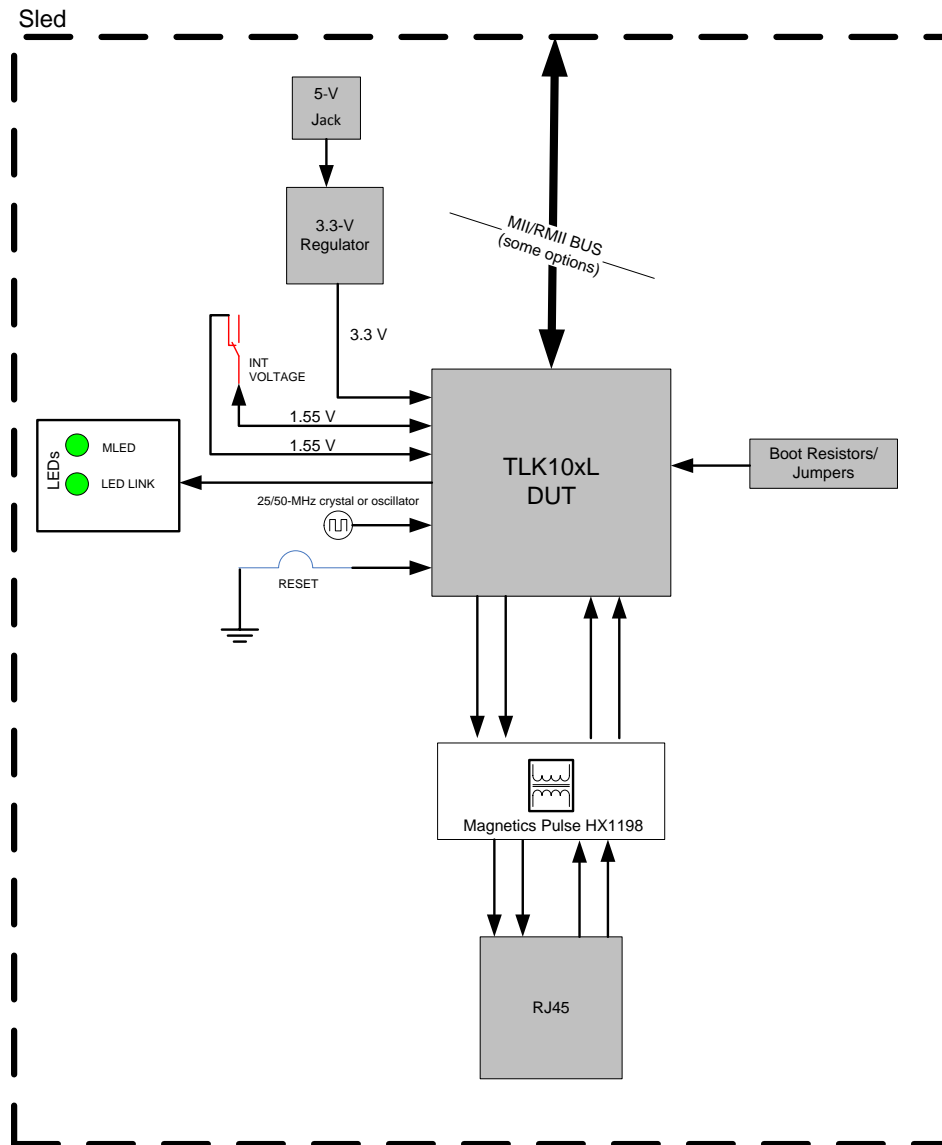 Sled
5-V
Jack
3.3-V
Regulator
MII/RMII BUS
(some options)
3.3 V
INT
VOLTAGE
1.55 V
1.55 V
LEDs
MLED
LED LINK
TLK10xL
DUT
Boot Resistors/
Jumpers
25/50-MHz crystal or oscillator
RESET
Magnetics Pulse HX1198
RJ45